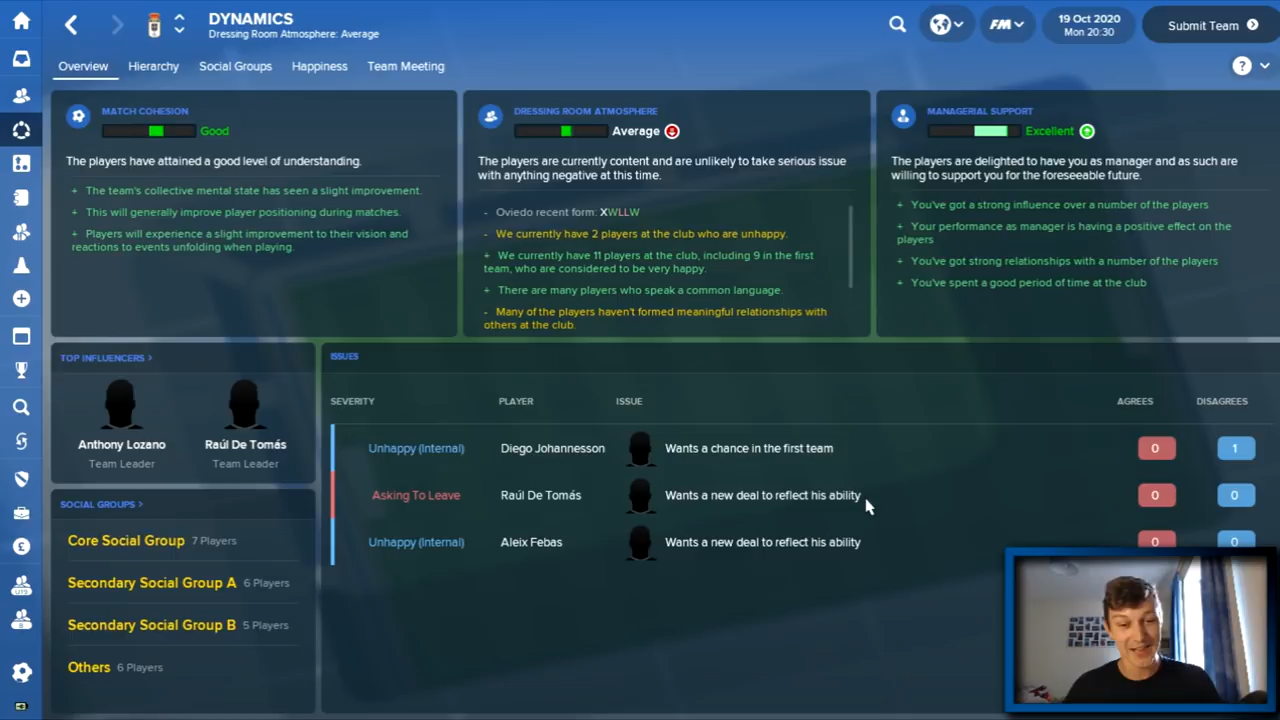 DYNAMICS
Dressing Room Atmosphere: Average
FM
19 Oct 2020
Mon 20:30
Submit Team
Overview
Hierarchy
Social Groups
Happiness
Team Meeting
?
MATCH COHESION
Good
The players have attained a good level of understanding.
+ The team's collective mental state has seen a slight improvement.
+ This will generally improve player positioning during matches.
+ Players will experience a slight improvement to their vision and
reactions to events unfolding when playing.
DRESSING ROOM ATMOSPHERE
Average
The players are currently content and are unlikely to take serious issue
with anything negative at this time.
- Oviedo recent form: XWLLW
- We currently have 2 players at the club who are unhappy.
+ We currently have 11 players at the club, including 9 in the first
team, who are considered to be very happy.
+ There are many players who speak a common language.
- Many of the players haven't formed meaningful relationships with
others at the club.
MANAGERIAL SUPPORT
Excellent
The players are delighted to have you as manager and as such are
willing to support you for the foreseeable future.
+ You've got a strong influence over a number of the players
+ Your performance as manager is having a positive effect on the
players
+ You've got strong relationships with a number of the players
+ You've spent a good period of time at the club
TOP INFLUENCERS >
Anthony Lozano
Team Leader
Raúl De Tomás
Team Leader
SOCIAL GROUPS >
Core Social Group 7 Players
Secondary Social Group A 6 Players
Secondary Social Group B 5 Players
Others 6 Players
ISSUES
SEVERITY PLAYER ISSUE AGREES DISAGREES
Unhappy (Internal) Diego Johannesson Wants a chance in the first team 0 1
Asking To Leave Raúl De Tomás Wants a new deal to reflect his ability 0 0
Unhappy (Internal) Aleix Febas Wants a new deal to reflect his ability 0 0
U19
B